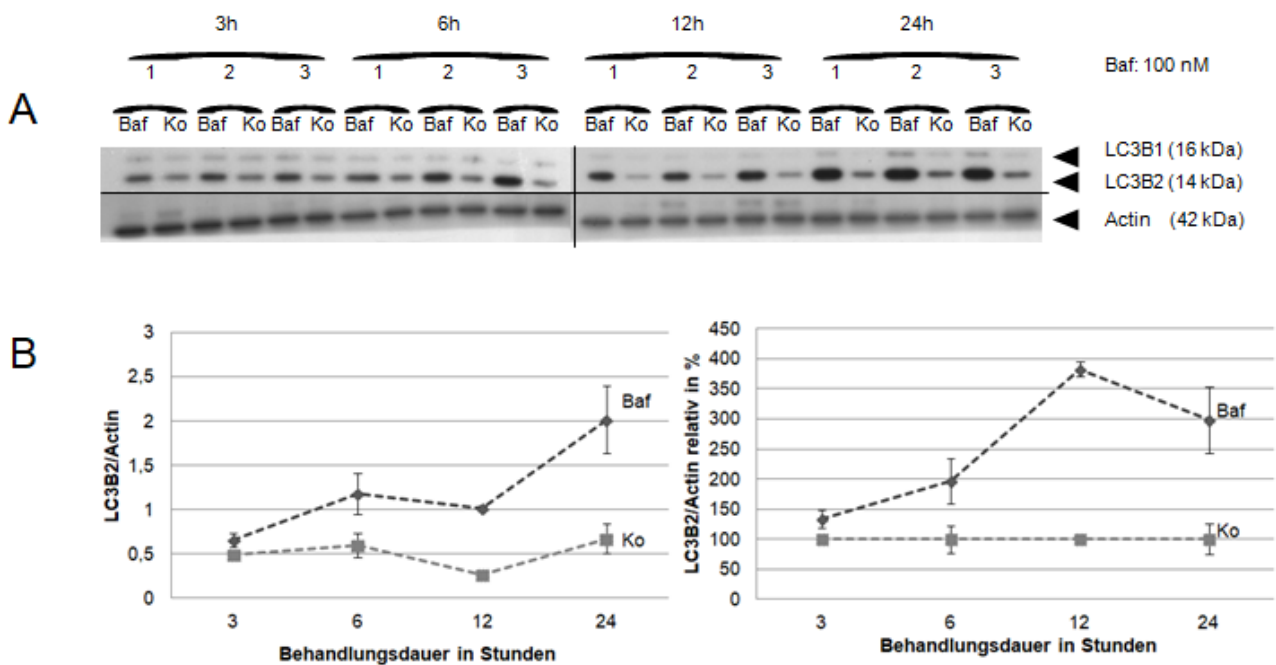 3h 6h 12h 24h
1 2 3 1 2 3 1 2 3 1 2 3 Baf: 100 nM
A
Baf Ko Baf Ko Baf Ko Baf Ko Baf Ko Baf Ko Baf Ko Baf Ko Baf Ko Baf Ko Baf Ko Baf Ko
LC3B1 (16 kDa)
LC3B2 (14 kDa)
Actin (42 kDa)
B
LC3B2/Actin
3
2,5
2
1,5
1
0,5
0
Baf
Ko
3 6 12 24
Behandlungsdauer in Stunden
LC3B2/Actin relativ in %
450
400
350
300
250
200
150
100
50
0
Baf
Ko
3 6 12 24
Behandlungsdauer in Stunden